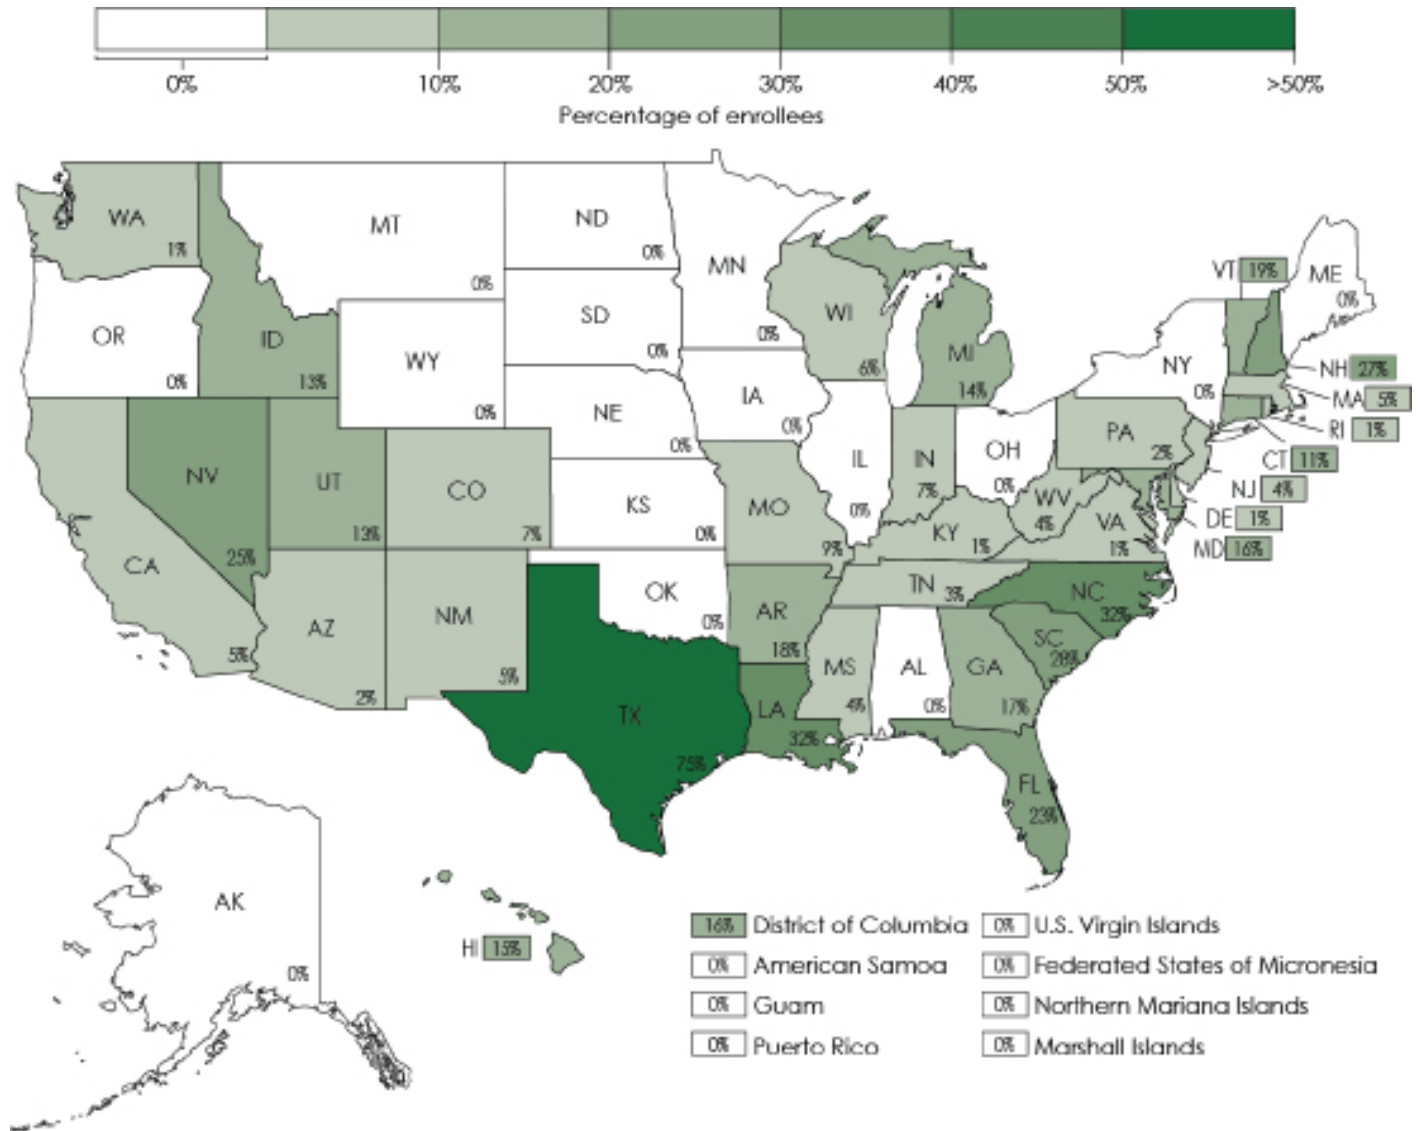 0% 10% 20% 30% 40% 50% >50%
Percentage of enrollees
WA
1%
MT
0%
ND
0%
MN
0%
OR
0%
ID
13%
WY
0%
SD
0%
WI
6%
MI
14%
VT 19%
ME
0%
NY
0%
NH 27%
MA 5%
RI 1%
CT 11%
NJ 4%
DE 1%
MD 16%
NV
25%
UT
13%
CO
7%
NE
0%
IA
0%
KS
0%
MO
9%
IL
0%
IN
7%
OH
0%
PA
2%
WV
4%
VA
1%
KY
1%
CA
5%
AZ
2%
NM
5%
OK
0%
AR
18%
TN
3%
NC
32%
SC
28%
TX
75%
LA
32%
MS
4%
AL
0%
GA
17%
FL
23%
AK
0%
HI 15%
16% District of Columbia
0% American Samoa
0% Guam
0% Puerto Rico
0% U.S. Virgin Islands
0% Federated States of Micronesia
0% Northern Mariana Islands
0% Marshall Islands